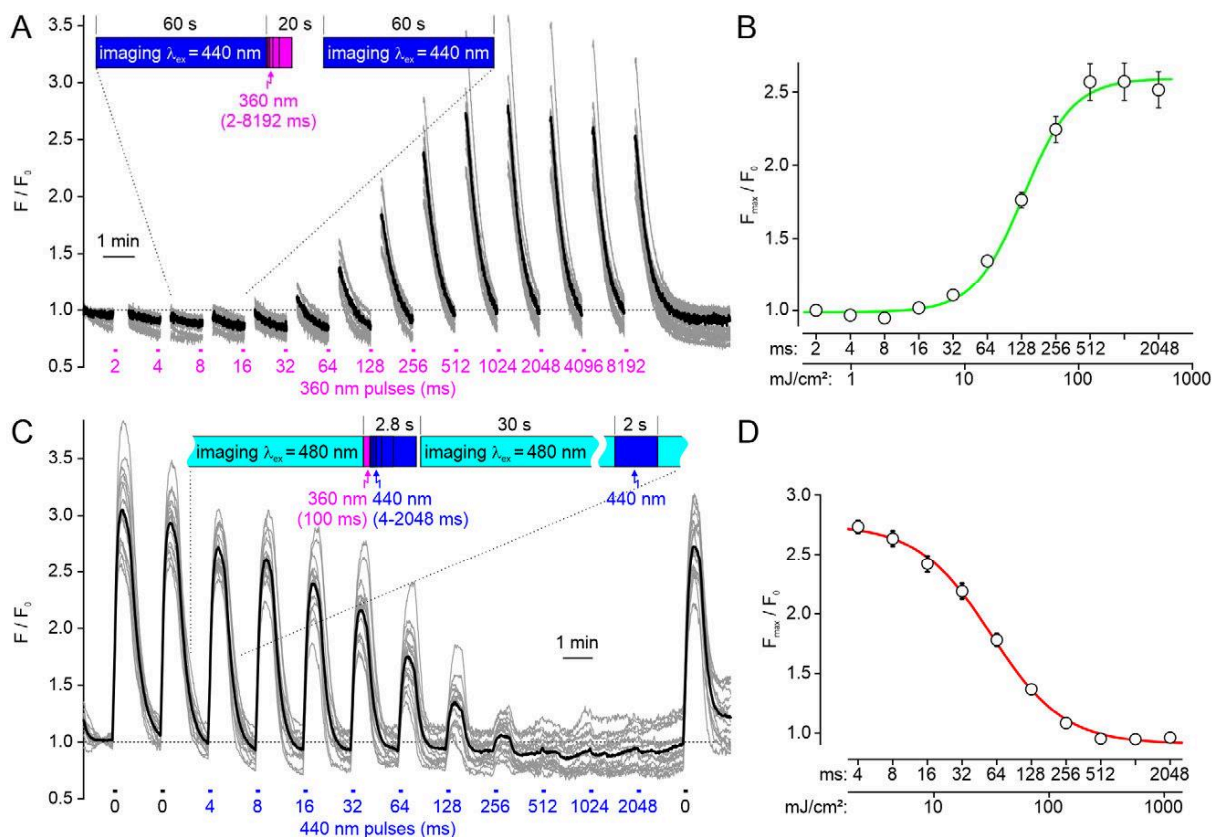 A
60 s
20 s
60 s
imaging λex = 440 nm
imaging λex = 440 nm
360 nm
(2-8192 ms)
3.5
3.0
2.5
2.0
1.5
1.0
0.5
F / F0
1 min
2 4 8 16 32 64 128 256 512 1024 2048 4096 8192
360 nm pulses (ms)
B
2.5
2.0
1.5
1.0
Fmax / F0
ms: 2 4 8 16 32 64 128 256 512 2048
mJ/cm²: 1 10 100 1000
C
2.8 s
30 s
2 s
imaging λex = 480 nm
imaging λex = 480 nm
360 nm
(100 ms)
440 nm
(4-2048 ms)
440 nm
3.5
3.0
2.5
2.0
1.5
1.0
0.5
F / F0
1 min
0 0 4 8 16 32 64 128 256 512 1024 2048 0
440 nm pulses (ms)
D
3.0
2.5
2.0
1.5
1.0
Fmax / F0
ms: 4 8 16 32 64 128 256 512 2048
mJ/cm²: 10 100 1000